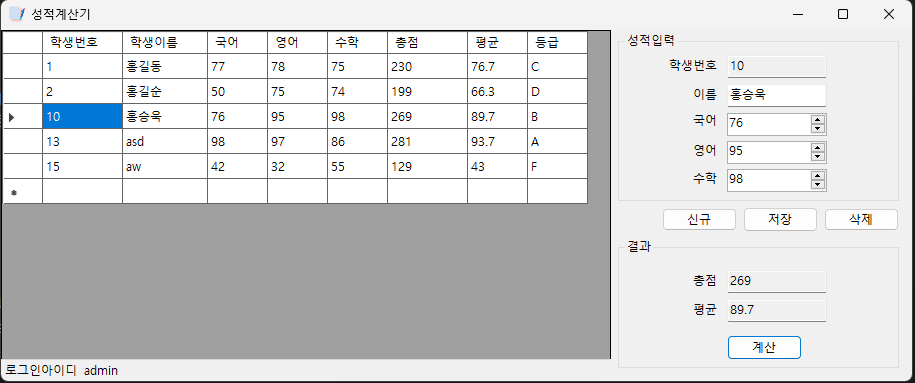 성적계산기
학생번호 학생이름 국어 영어 수학 총점 평균 등급
1 홍길동 77 78 75 230 76.7 C
2 홍길순 50 75 74 199 66.3 D
10 홍승욱 76 95 98 269 89.7 B
13 asd 98 97 86 281 93.7 A
15 aw 42 32 55 129 43 F
성적입력
학생번호 10
이름 홍승욱
국어 76
영어 95
수학 98
신규 저장 삭제
결과
총점 269
평균 89.7
계산
로그인아이디 admin